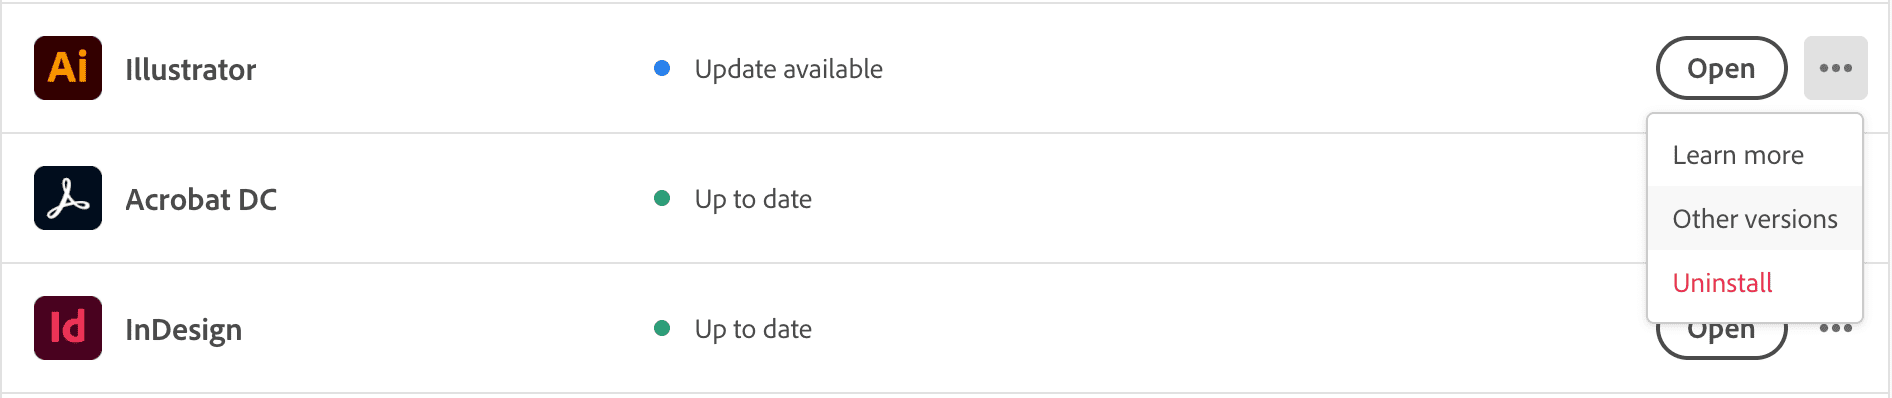 Ai Illustrator Update available Open
Learn more
Acrobat DC Up to date
Other versions
Uninstall
Id InDesign Up to date Open